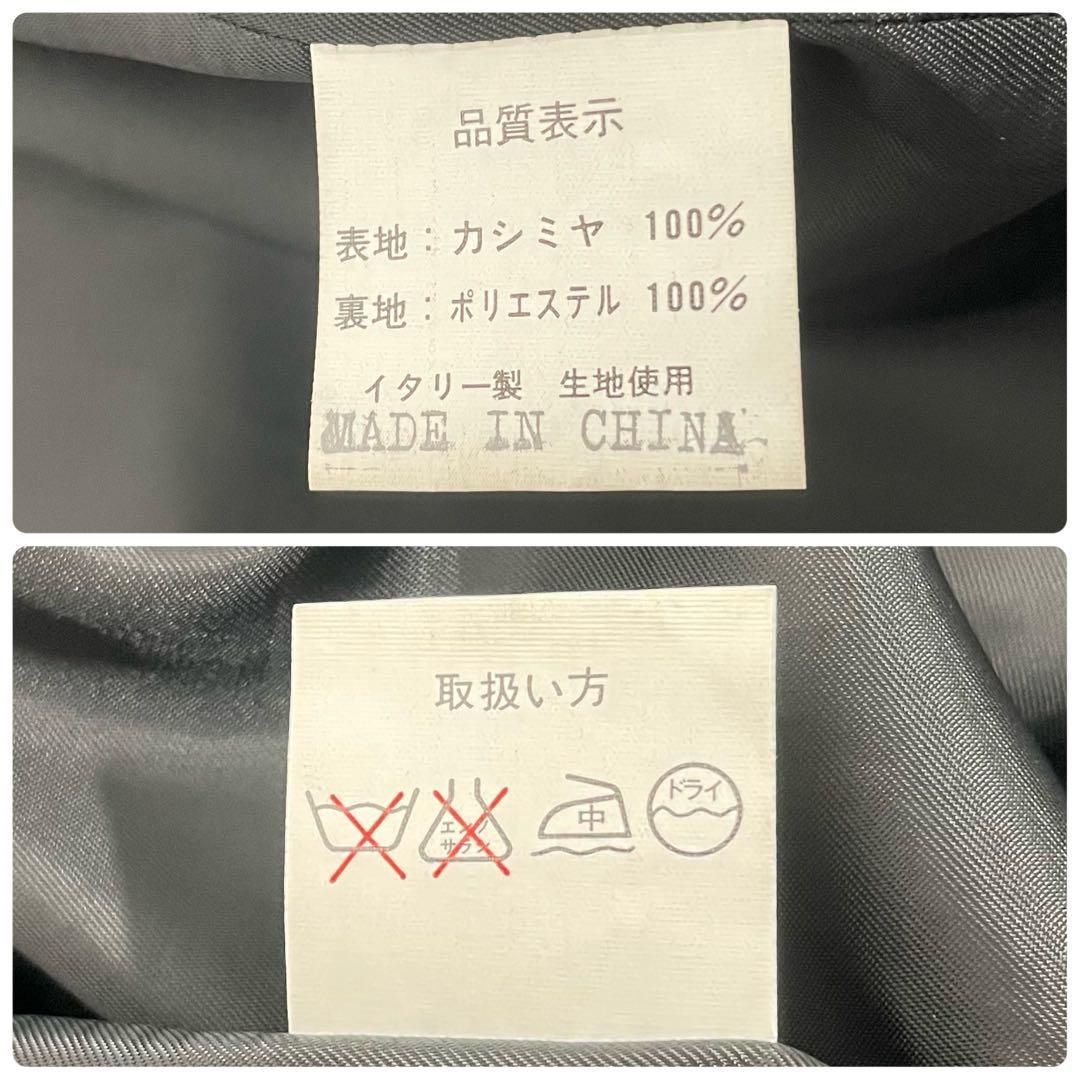 品質表示
表地：カシミヤ 100%
裏地：ポリエステル 100%
イタリー製 生地使用
MADE IN CHINA
取扱い方
エンソ
サラシ
中
ドライ